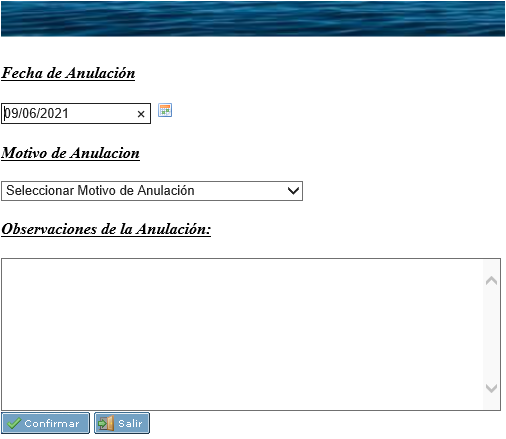 Fecha de Anulación
09/06/2021
Motivo de Anulacion
Seleccionar Motivo de Anulación
Observaciones de la Anulación:
Confirmar Salir